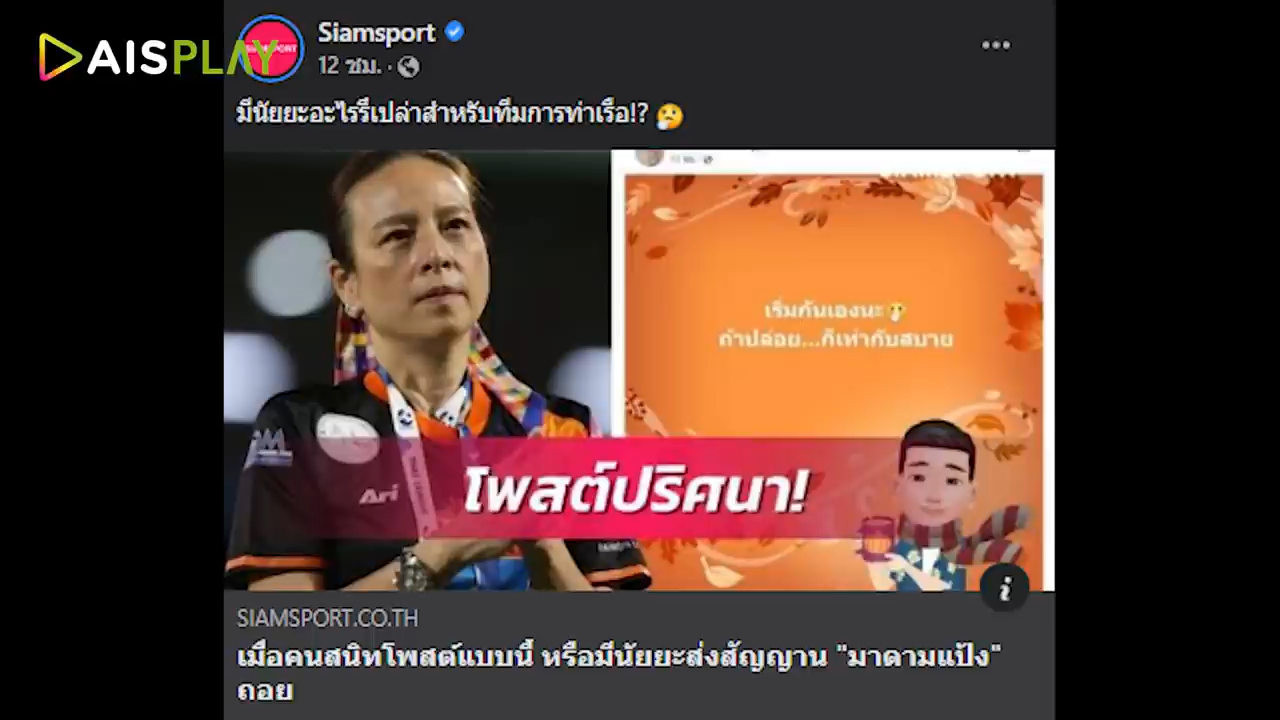 AISPLAY
Siamsport
12 ชม.
มีนัยยะอะไรรึเปล่าสำหรับทีมการท่าเรือ!?
เริ่มกันเองนะ
ถ้าปล่อย...ก็เท่ากับสบาย
Ari
โพสต์ปริศนา!
SIAMSPORT.CO.TH
เมื่อคนสนิทโพสต์แบบนี้ หรือมีนัยยะส่งสัญญาน "มาดามแป้ง"
ถอย